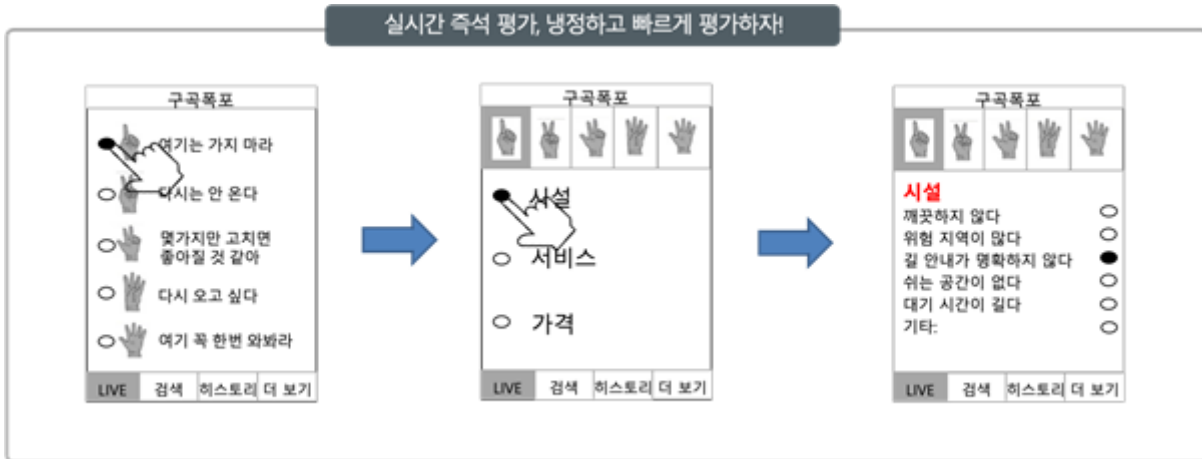 실시간 즉석 평가, 냉정하고 빠르게 평가하자!
구곡폭포
여기는 가지 마라
다시는 안 온다
몇가지만 고치면
좋아질 것 같아
다시 오고 싶다
여기 꼭 한번 와봐라
LIVE 검색 히스토리 더 보기
구곡폭포
시설
서비스
가격
LIVE 검색 히스토리 더 보기
구곡폭포
시설
깨끗하지 않다
위험 지역이 많다
길 안내가 명확하지 않다
쉬는 공간이 없다
대기 시간이 길다
기타:
LIVE 검색 히스토리 더 보기